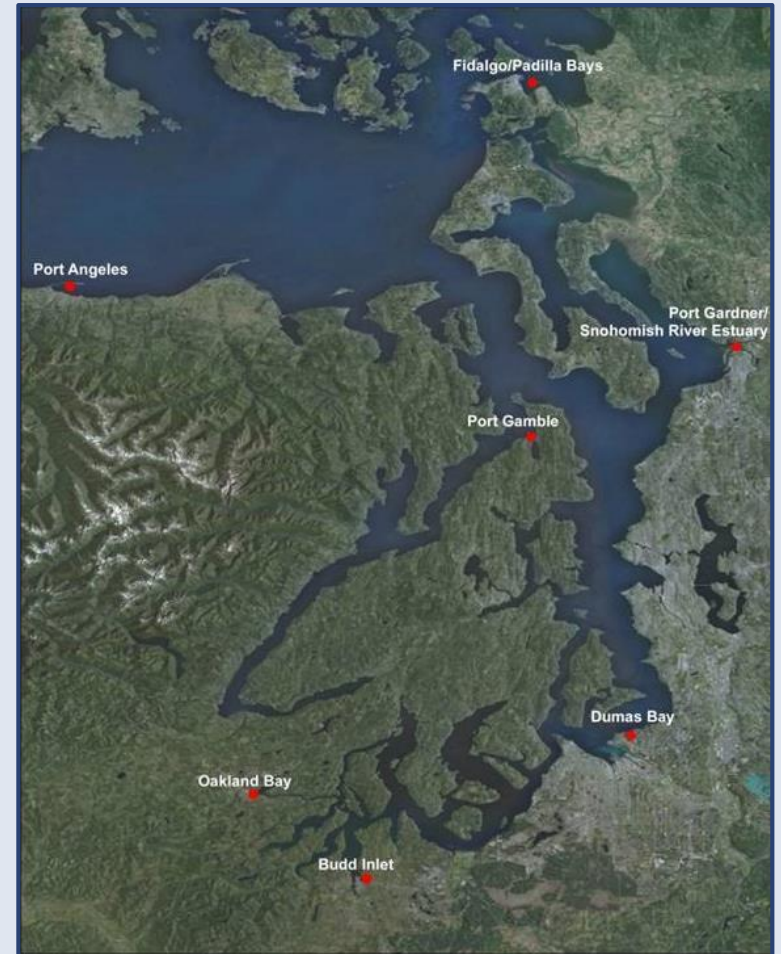 Fidalgo/Padilla Bays
Port Angeles
Port Gardner/
Snohomish River Estuary
Port Gamble
Dumas Bay
Oakland Bay
Budd Inlet